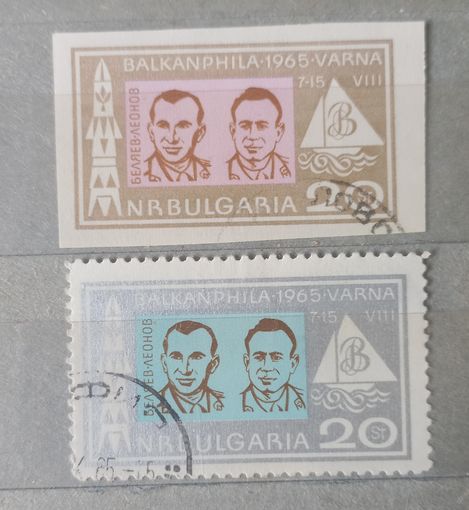 BALKANPHILA·1965·VARNA
7-15 VIII
БЕЛЯЕВ·ЛЕОНОВ
B
NRBULGARIA
20
BALKANPHILA·1965·VARNA
7-15 VIII
БЕЛЯЕВ·ЛЕОНОВ
B
NRBULGARIA
20 St